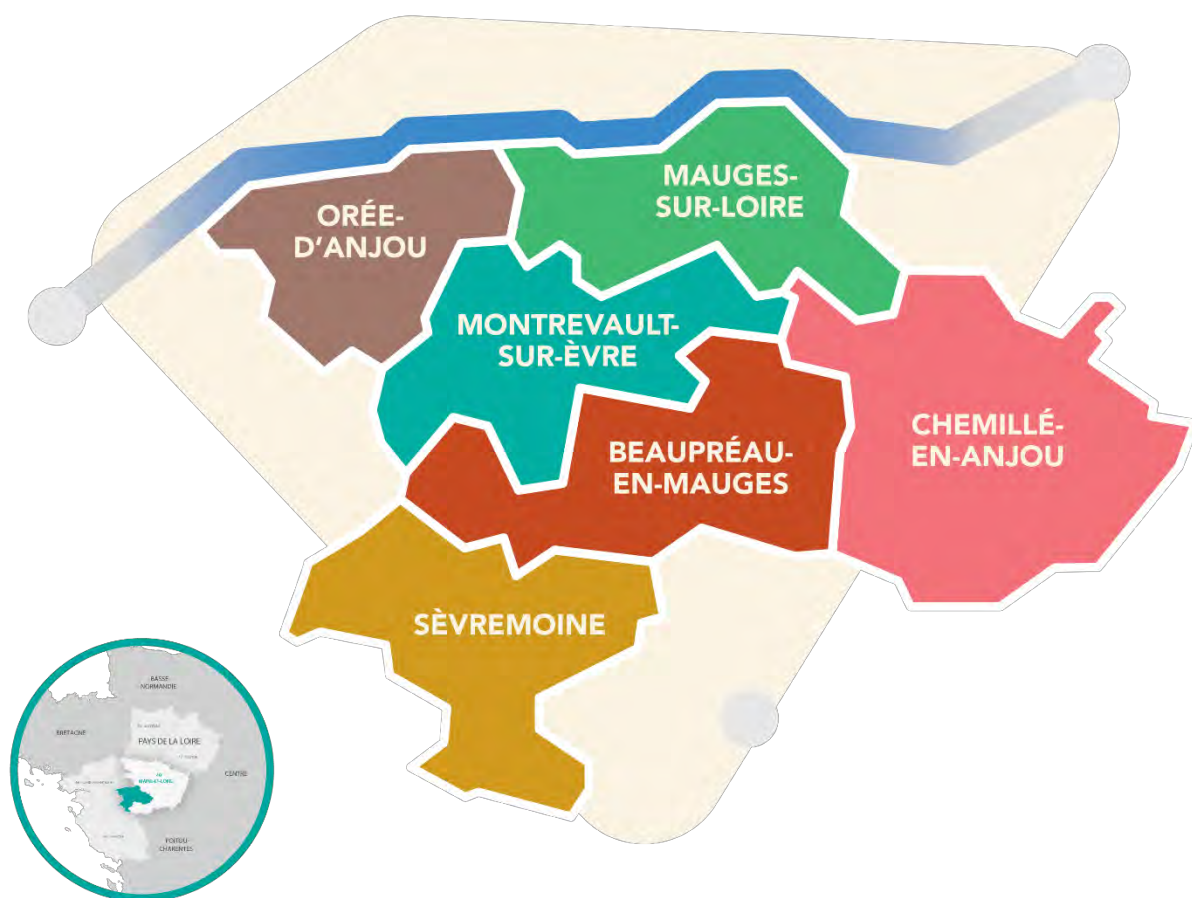 MAUGES-
SUR-LOIRE
ORÉE-
D'ANJOU
MONTREVAULT-
SUR-ÈVRE
CHEMILLÉ-
EN-ANJOU
BEAUPRÉAU-
EN-MAUGES
SÈVREMOINE
BASSE-
NORMANDIE
BRETAGNE
PAYS DE LA LOIRE
CENTRE
POITOU-
CHARENTES